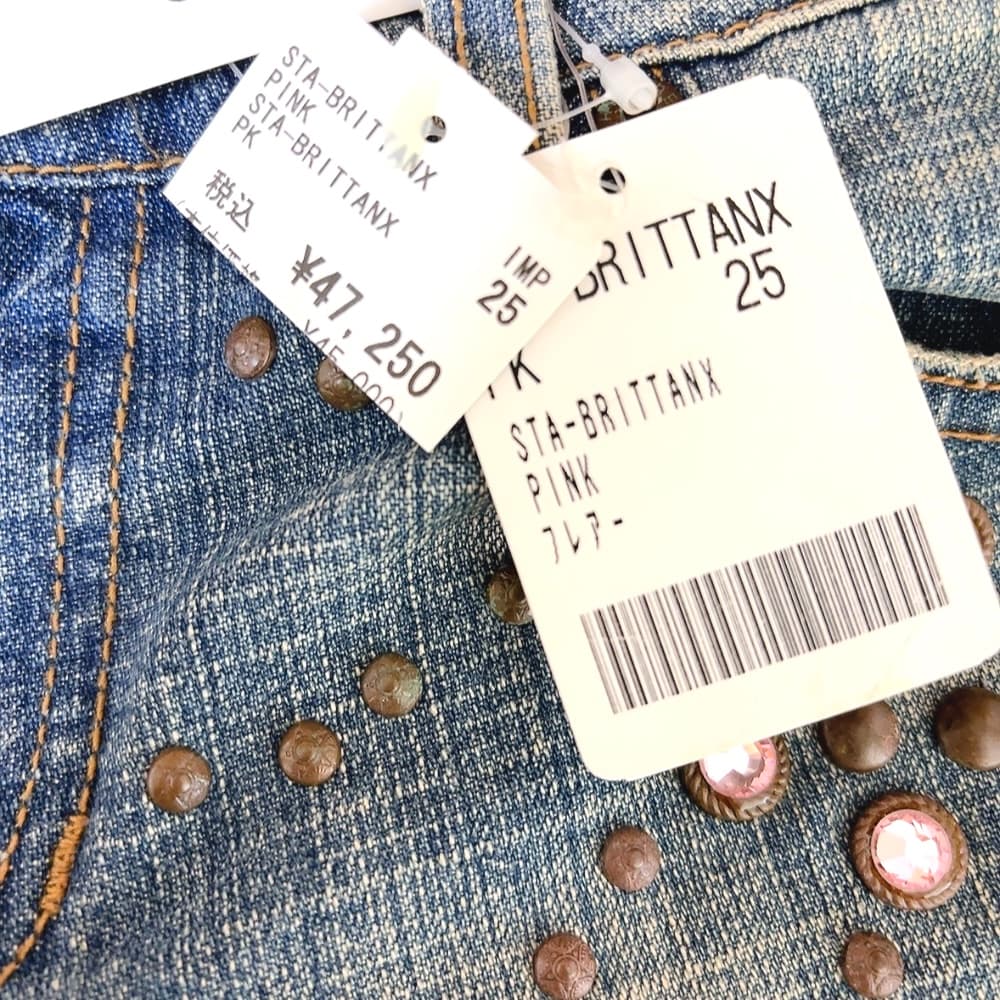 STA-BRITTANX
PINK
STA-BRITTANX
PK
税込
¥47,250
IMP
25
BRITTANX
25
STA-BRITTANX
PINK
フレアー